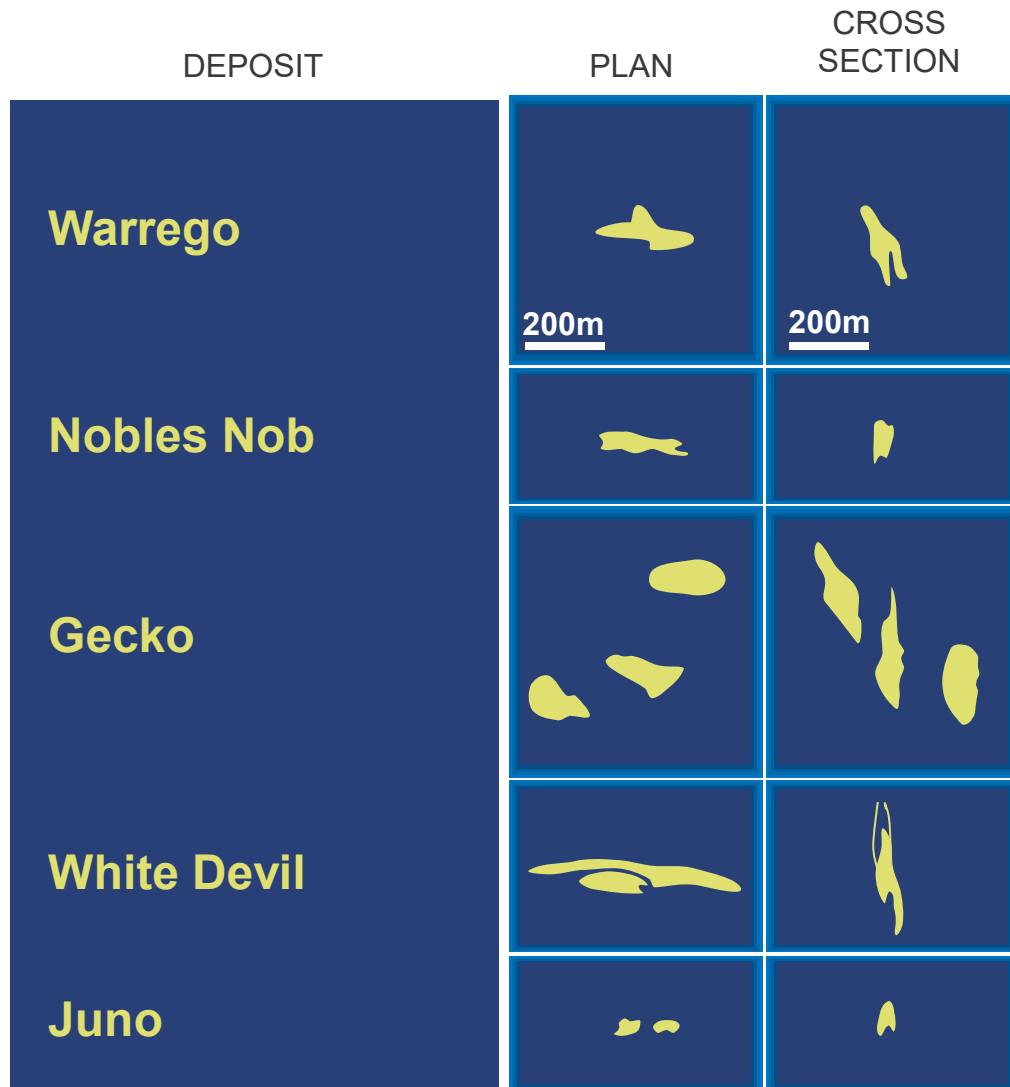 DEPOSIT
PLAN
CROSS
SECTION
Warrego
200m
200m
Nobles Nob
Gecko
White Devil
Juno